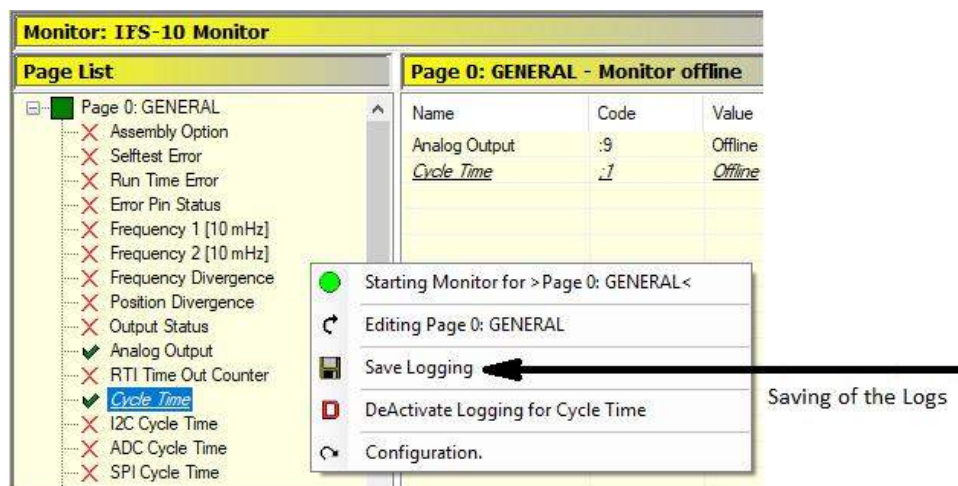 Monitor: IFS-10 Monitor
Page List
Page 0: GENERAL
Assembly Option
Selftest Error
Run Time Error
Error Pin Status
Frequency 1 [10 mHz]
Frequency 2 [10 mHz]
Frequency Divergence
Position Divergence
Output Status
Analog Output
RTI Time Out Counter
Cycle Time
I2C Cycle Time
ADC Cycle Time
SPI Cycle Time
Page 0: GENERAL - Monitor offline
Name Code Value
Analog Output :9 Offline
Cycle Time :1 Offline
Starting Monitor for >Page 0: GENERAL<
Editing Page 0: GENERAL
Save Logging
D DeActivate Logging for Cycle Time
Configuration.
Saving of the Logs